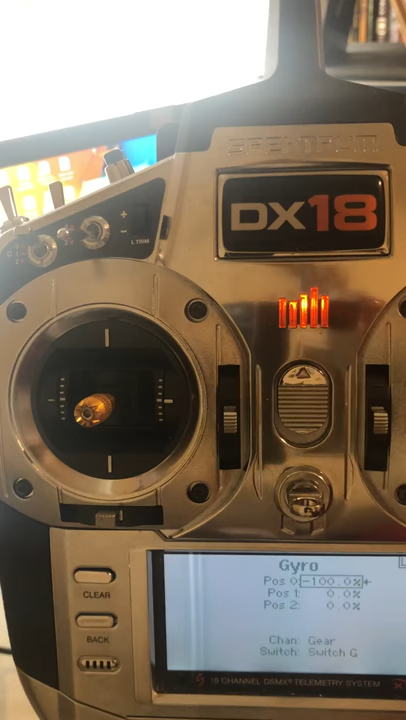 SPEKTRUM
DX18
+
-
L TRIM
CLEAR
BACK
Gyro
Pos 0: -100.0%
Pos 1: 0.0%
Pos 2: 0.0%
Chan: Gear
Switch: Switch G
18 CHANNEL DSMX® TELEMETRY SYSTEM